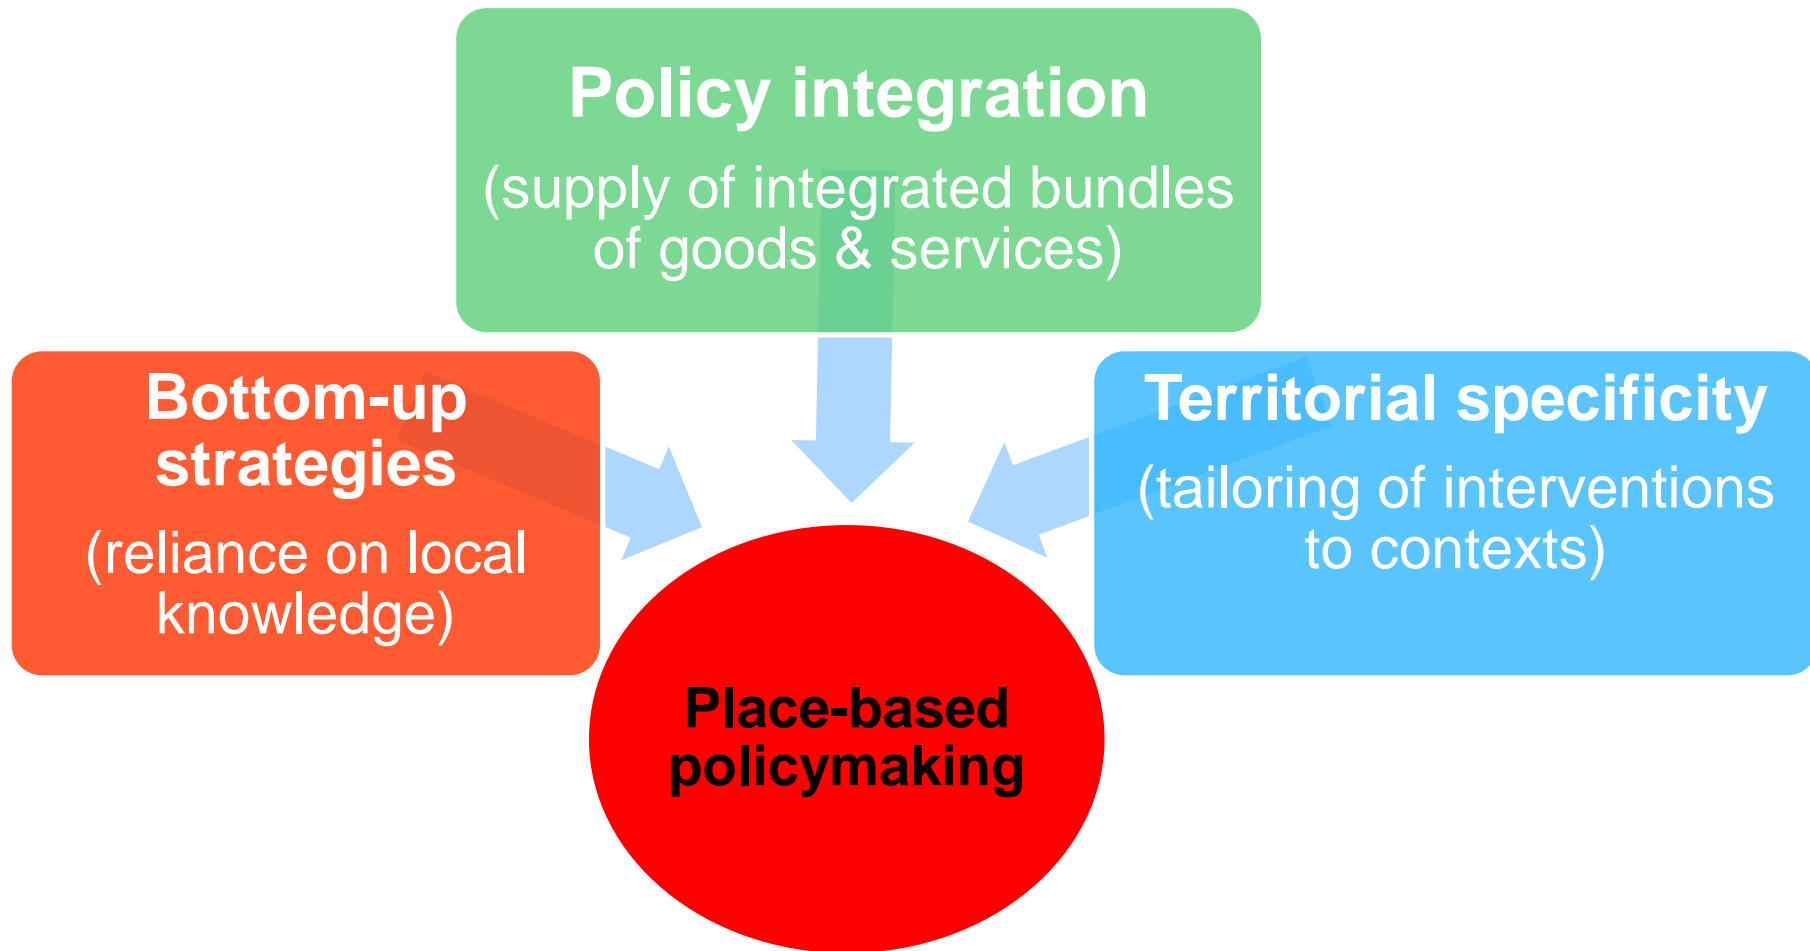 Policy integration
(supply of integrated bundles
of goods & services)
Bottom-up
strategies
(reliance on local
knowledge)
Territorial specificity
(tailoring of interventions
to contexts)
Place-based
policymaking